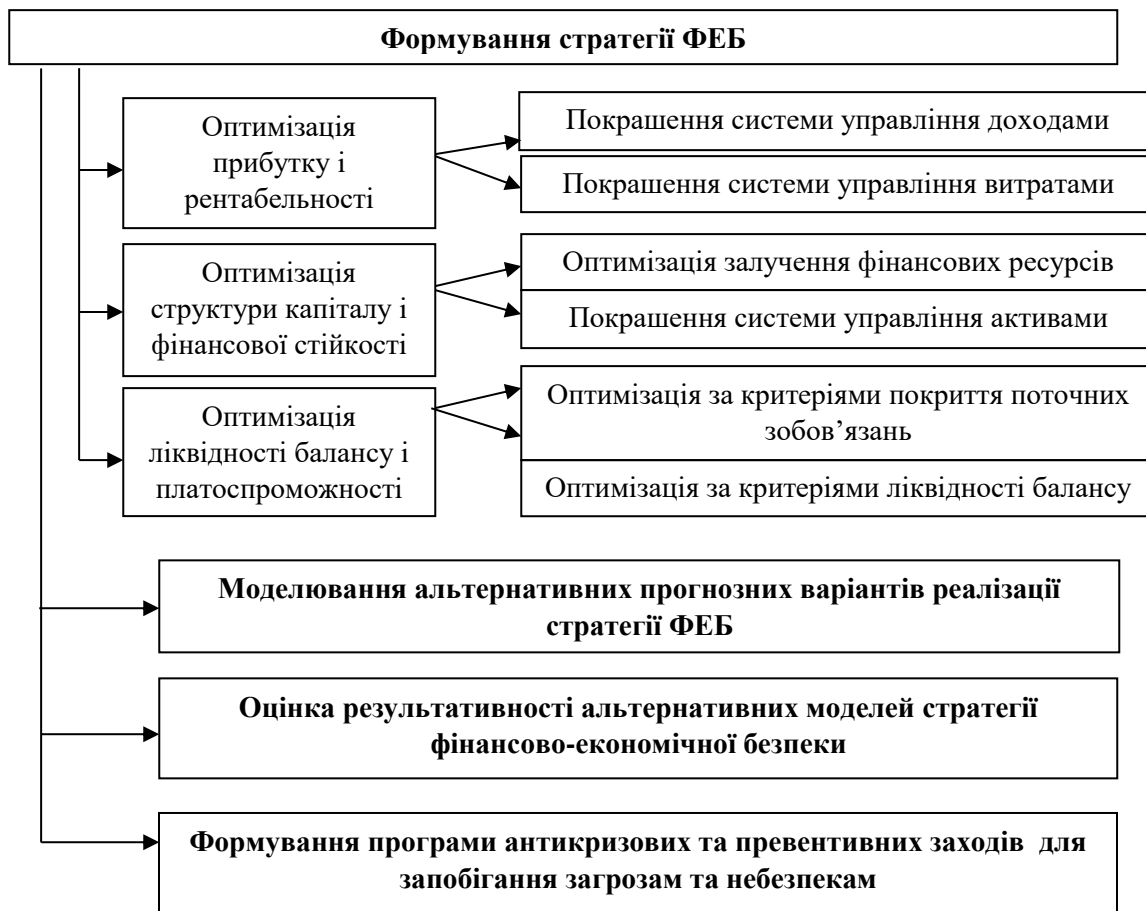 Формування стратегії ФЕБ
Оптимізація
прибутку і
рентабельності
Покрашення системи управління доходами
Покрашення системи управління витратами
Оптимізація
структури капіталу і
фінансової стійкості
Оптимізація залучення фінансових ресурсів
Покрашення системи управління активами
Оптимізація
ліквідності балансу і
платоспроможності
Оптимізація за критеріями покриття поточних
зобов’язань
Оптимізація за критеріями ліквідності балансу
Моделювання альтернативних прогнозних варіантів реалізації
стратегії ФЕБ
Оцінка результативності альтернативних моделей стратегії
фінансово-економічної безпеки
Формування програми антикризових та превентивних заходів для
запобігання загрозам та небезпекам